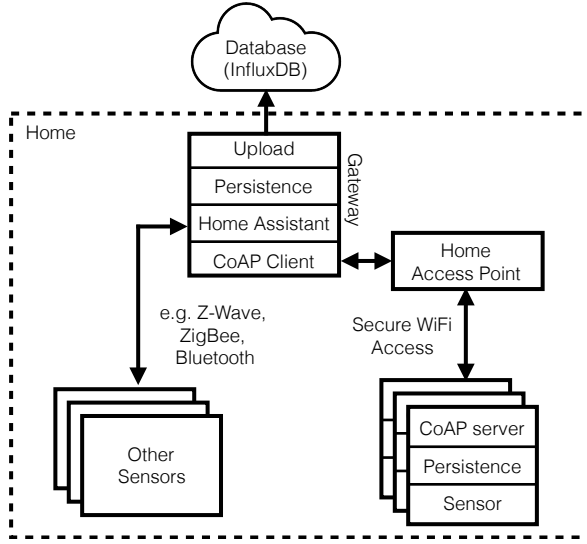 Database
(InfluxDB)
Home
Upload
Persistence
Home Assistant
CoAP Client
Gateway
Home
Access Point
e.g. Z-Wave,
ZigBee,
Bluetooth
Secure WiFi
Access
Other
Sensors
CoAP server
Persistence
Sensor